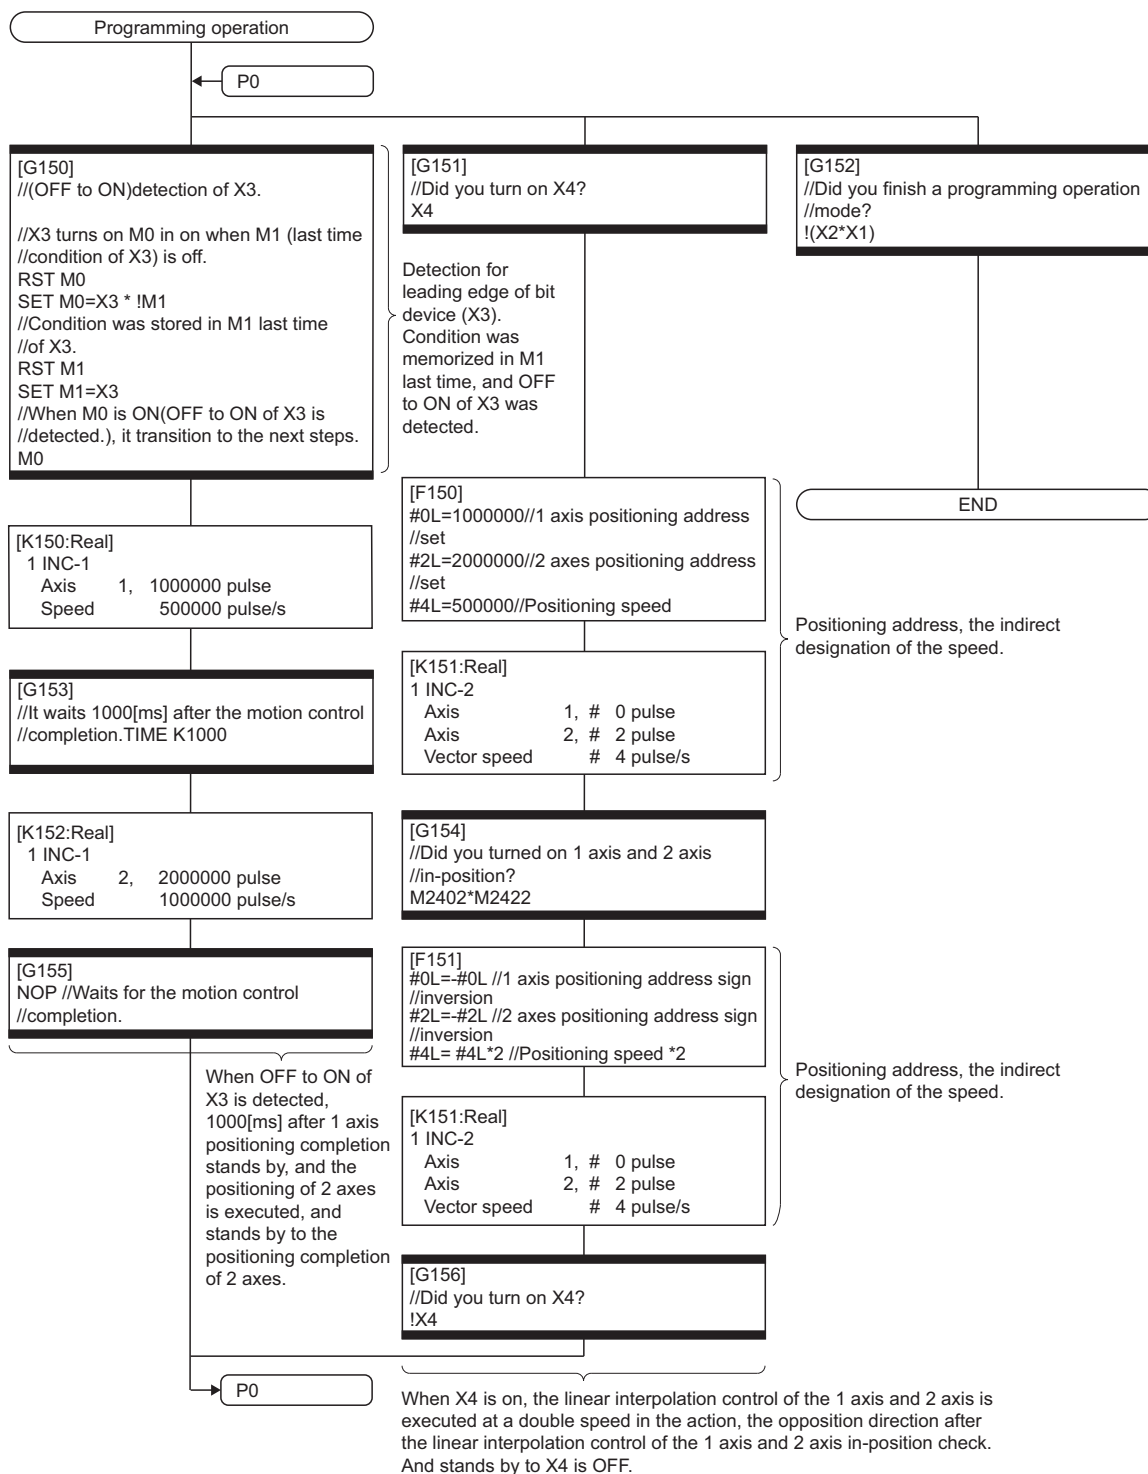 Programming operation
P0
[G150]
//(OFF to ON)detection of X3.
//X3 turns on M0 in on when M1 (last time
//condition of X3) is off.
RST M0
SET M0=X3 * !M1
//Condition was stored in M1 last time
//of X3.
RST M1
SET M1=X3
//When M0 is ON(OFF to ON of X3 is
//detected.), it transition to the next steps.
M0
Detection for
leading edge of bit
device (X3).
Condition was
memorized in M1
last time, and OFF
to ON of X3 was
detected.
[K150:Real]
1 INC-1
Axis 1, 1000000 pulse
Speed 500000 pulse/s
[G153]
//It waits 1000[ms] after the motion control
//completion.TIME K1000
[K152:Real]
1 INC-1
Axis 2, 2000000 pulse
Speed 1000000 pulse/s
[G155]
NOP //Waits for the motion control
//completion.
When OFF to ON of
X3 is detected,
1000[ms] after 1 axis
positioning completion
stands by, and the
positioning of 2 axes
is executed, and
stands by to the
positioning completion
of 2 axes.
P0
[G151]
//Did you turn on X4?
X4
[F150]
#0L=1000000//1 axis positioning address
//set
#2L=2000000//2 axes positioning address
//set
#4L=500000//Positioning speed
[K151:Real]
1 INC-2
Axis 1, # 0 pulse
Axis 2, # 2 pulse
Vector speed # 4 pulse/s
Positioning address, the indirect
designation of the speed.
[G154]
//Did you turned on 1 axis and 2 axis
//in-position?
M2402*M2422
[F151]
#0L=-#0L //1 axis positioning address sign
//inversion
#2L=-#2L //2 axes positioning address sign
//inversion
#4L= #4L*2 //Positioning speed *2
[K151:Real]
1 INC-2
Axis 1, # 0 pulse
Axis 2, # 2 pulse
Vector speed # 4 pulse/s
Positioning address, the indirect
designation of the speed.
[G156]
//Did you turn on X4?
!X4
When X4 is on, the linear interpolation control of the 1 axis and 2 axis is
executed at a double speed in the action, the opposition direction after
the linear interpolation control of the 1 axis and 2 axis in-position check.
And stands by to X4 is OFF.
[G152]
//Did you finish a programming operation
//mode?
!(X2*X1)
END